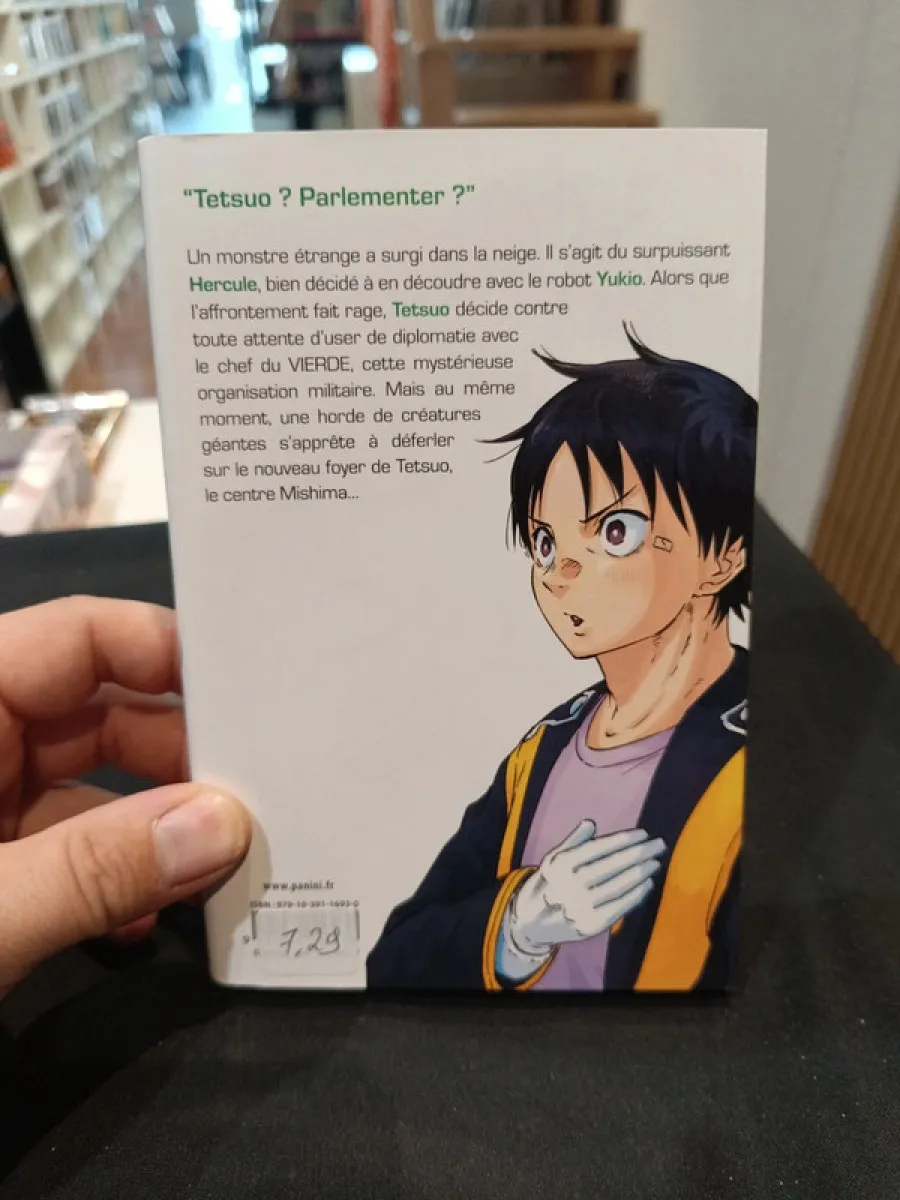 “Tetsuo ? Parlementer ?”
Un monstre étrange a surgi dans la neige. Il s’agit du surpuissant
Hercule, bien décidé à en découdre avec le robot Yukio. Alors que
l’affrontement fait rage, Tetsuo décide contre
toute attente d’user de diplomatie avec
le chef du VIERDE, cette mystérieuse
organisation militaire. Mais au même
moment, une horde de créatures
géantes s’apprête à déferler
sur le nouveau foyer de Tetsuo,
le centre Mishima...
www.panini.fr
7,29